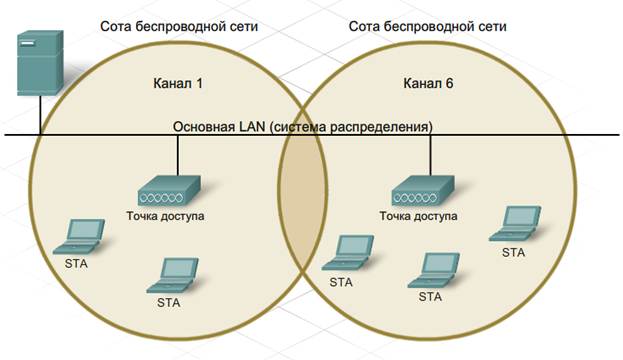 Сота беспроводной сети
Сота беспроводной сети
Канал 1
Канал 6
Основная LAN (система распределения)
Точка доступа
Точка доступа
STA
STA
STA
STA
STA